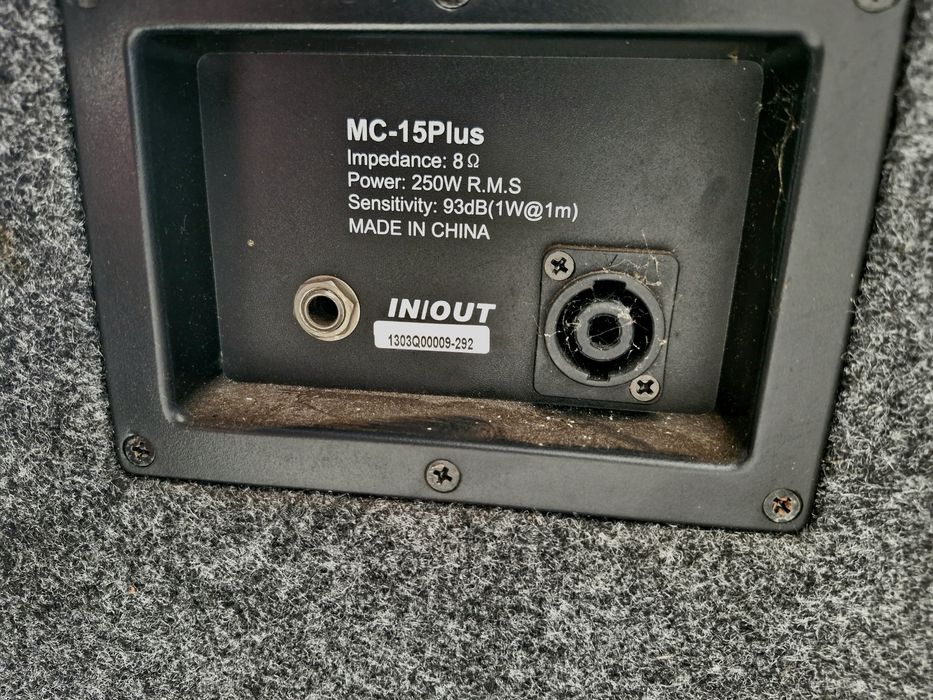 MC-15Plus
Impedance: 8 Ω
Power: 250W R.M.S
Sensitivity: 93dB(1W@1m)
MADE IN CHINA
IN/OUT
1303Q00009-292